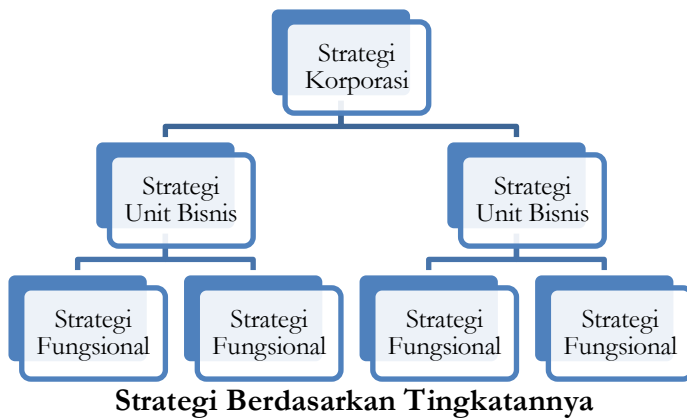 Strategi
Korporasi
Strategi
Unit Bisnis
Strategi
Unit Bisnis
Strategi
Fungsional
Strategi
Fungsional
Strategi
Fungsional
Strategi
Fungsional
Strategi Berdasarkan Tingkatannya